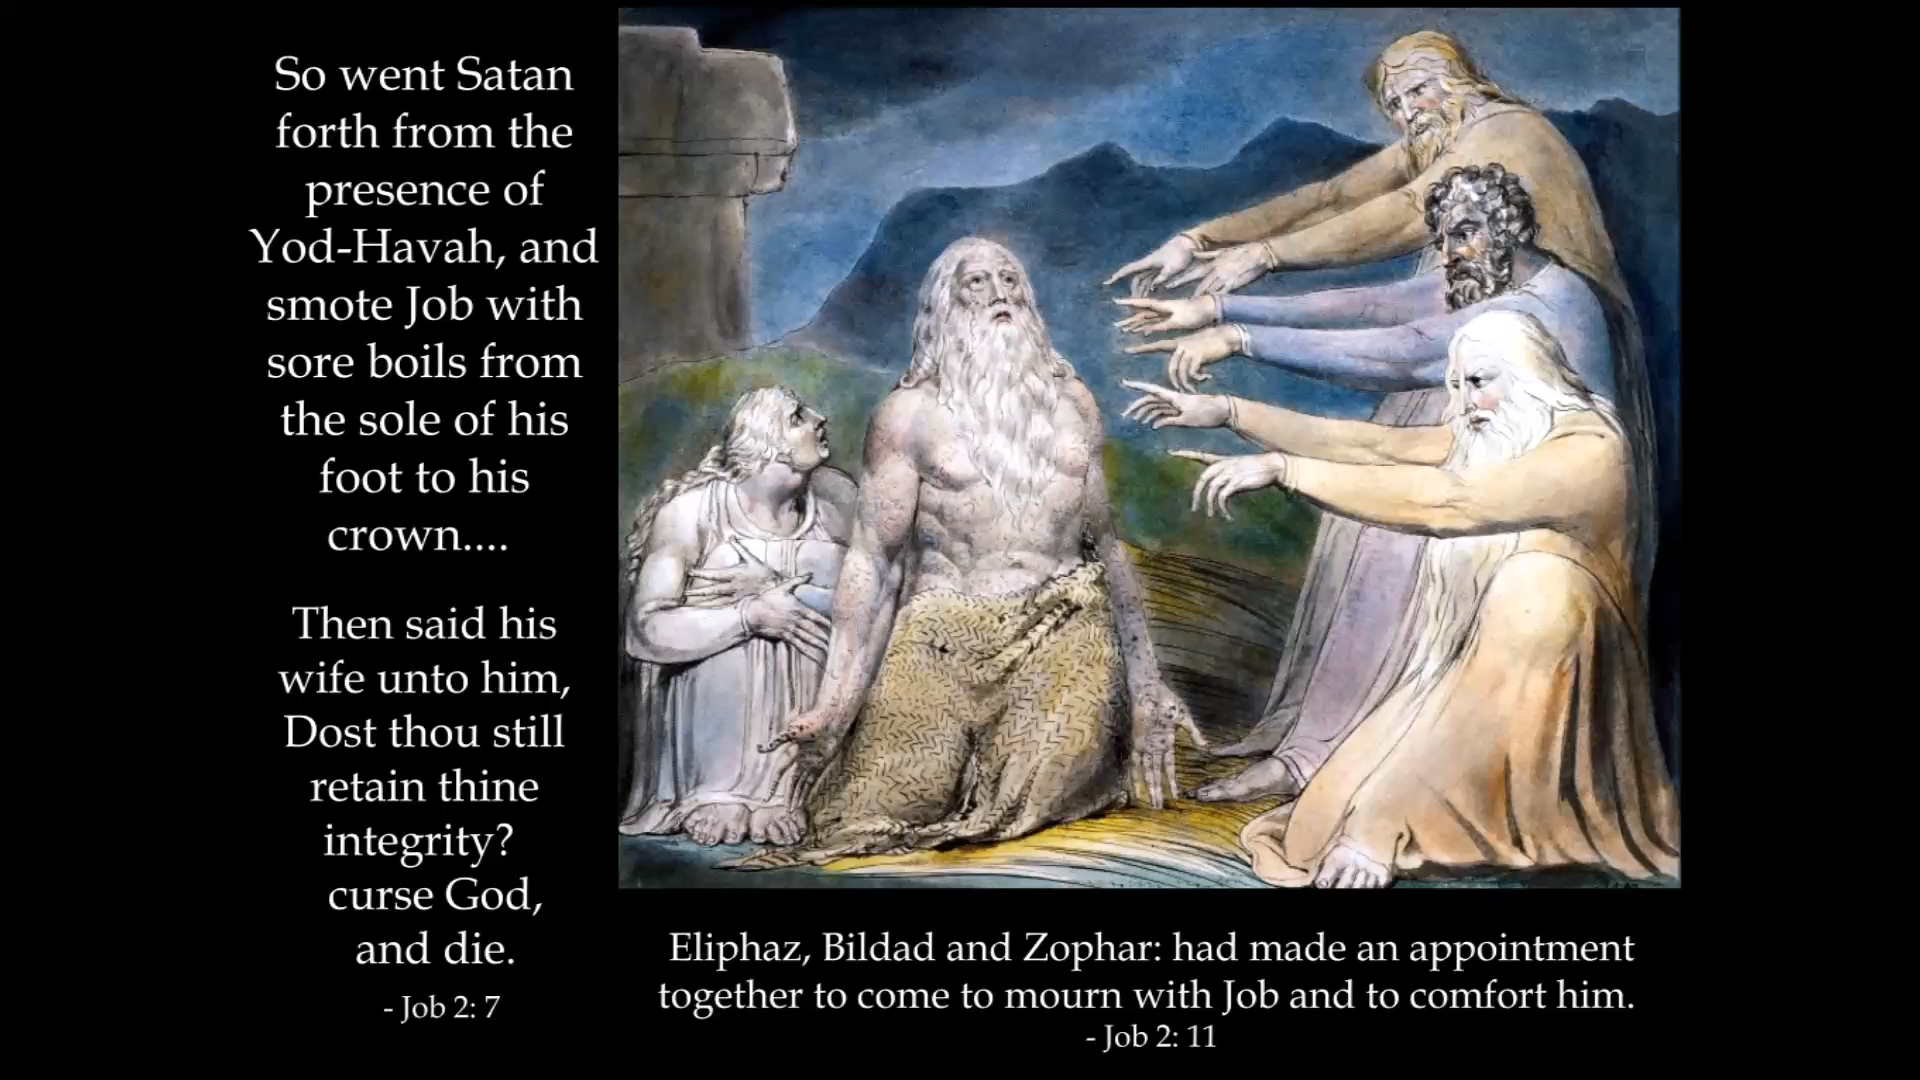 So went Satan
forth from the
presence of
Yod-Havah, and
smote Job with
sore boils from
the sole of his
foot to his
crown....
Then said his
wife unto him,
Dost thou still
retain thine
integrity?
curse God,
and die.
- Job 2: 7
Eliphaz, Bildad and Zophar: had made an appointment
together to come to mourn with Job and to comfort him.
- Job 2: 11